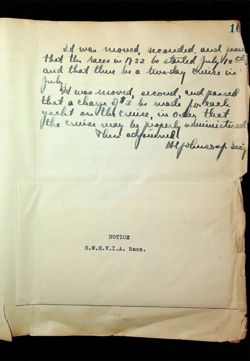 10
It was moved, seconded, and passed
that the races in 1932 be started July 10th,
and that there be a two day cruise in
July.
It was moved, second, and passed
that a charge of $3 be made for each
yacht on the cruise, in order that
the cruise may be properly administered.
Then adjourned.
Sec.
NOTICE
Race.